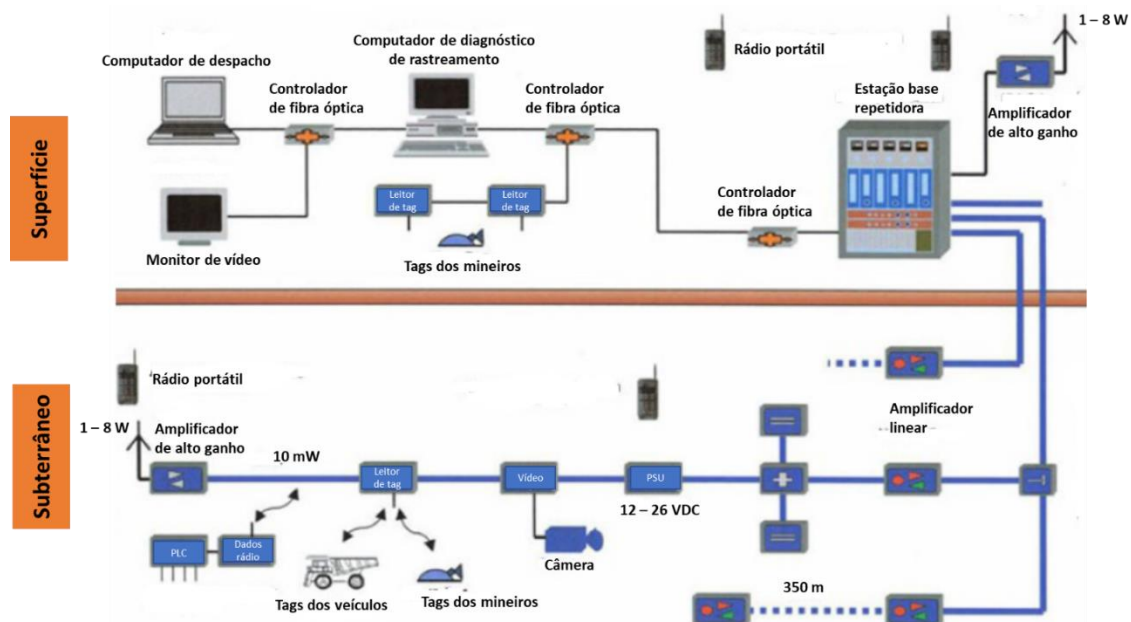 Superfície
Computador de despacho
Computador de diagnóstico
de rastreamento
Controlador
de fibra óptica
Controlador
de fibra óptica
Rádio portátil
1 – 8 W
Estação base
repetidora
Amplificador
de alto ganho
Leitor
de tag
Leitor
de tag
Controlador
de fibra óptica
Monitor de vídeo
Tags dos mineiros
Subterrâneo
Rádio portátil
1 – 8 W
Amplificador
de alto ganho
Amplificador
linear
10 mW
Leitor
de tag
Vídeo
PSU
12 – 26 VDC
PLC
Dados
rádio
Câmera
Tags dos veículos
Tags dos mineiros
350 m